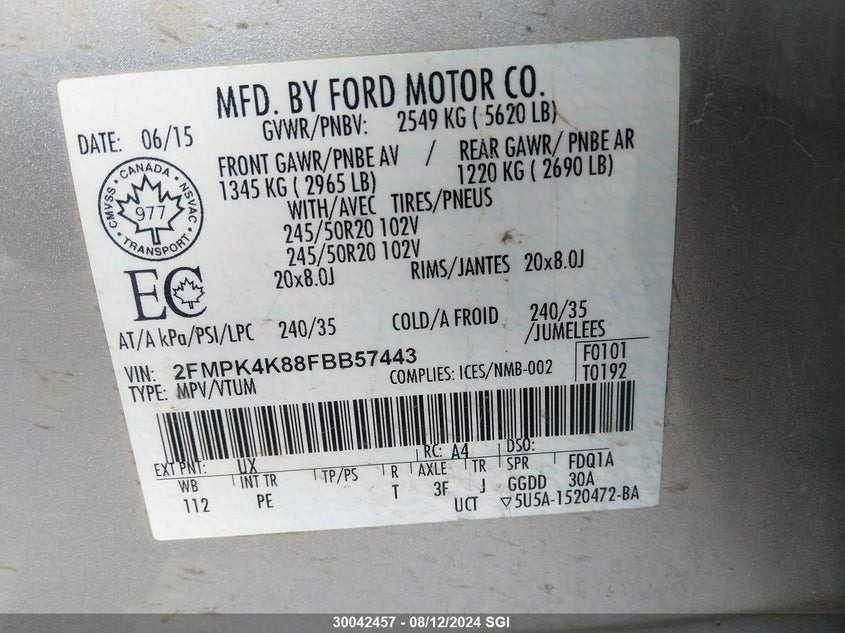 MFD. BY FORD MOTOR CO.
DATE: 06/15
GVWR/PNBV: 2549 KG ( 5620 LB)
FRONT GAWR/PNBE AV / REAR GAWR/ PNBE AR
1345 KG ( 2965 LB) 1220 KG ( 2690 LB)
WITH/AVEC TIRES/PNEUS
245/50R20 102V
245/50R20 102V
20x8.0J RIMS/JANTES 20x8.0J
CMVSS · CANADA · NSVAC · TRANSPORT
977
EC
AT/A kPa/PSI/LPC 240/35 COLD/A FROID 240/35
/JUMELEES
VIN: 2FMPK4K88FBB57443
TYPE: MPV/VTUM COMPLIES: ICES/NMB-002
F0101
T0192
EXT PNT: UX RC: A4 DSO: FDQ1A
WB INT TR TP/PS R AXLE TR SPR
112 PE T 3F J GGDD 30A
UCT ▽5U5A-1520472-BA
30042457 - 08/12/2024 SGI